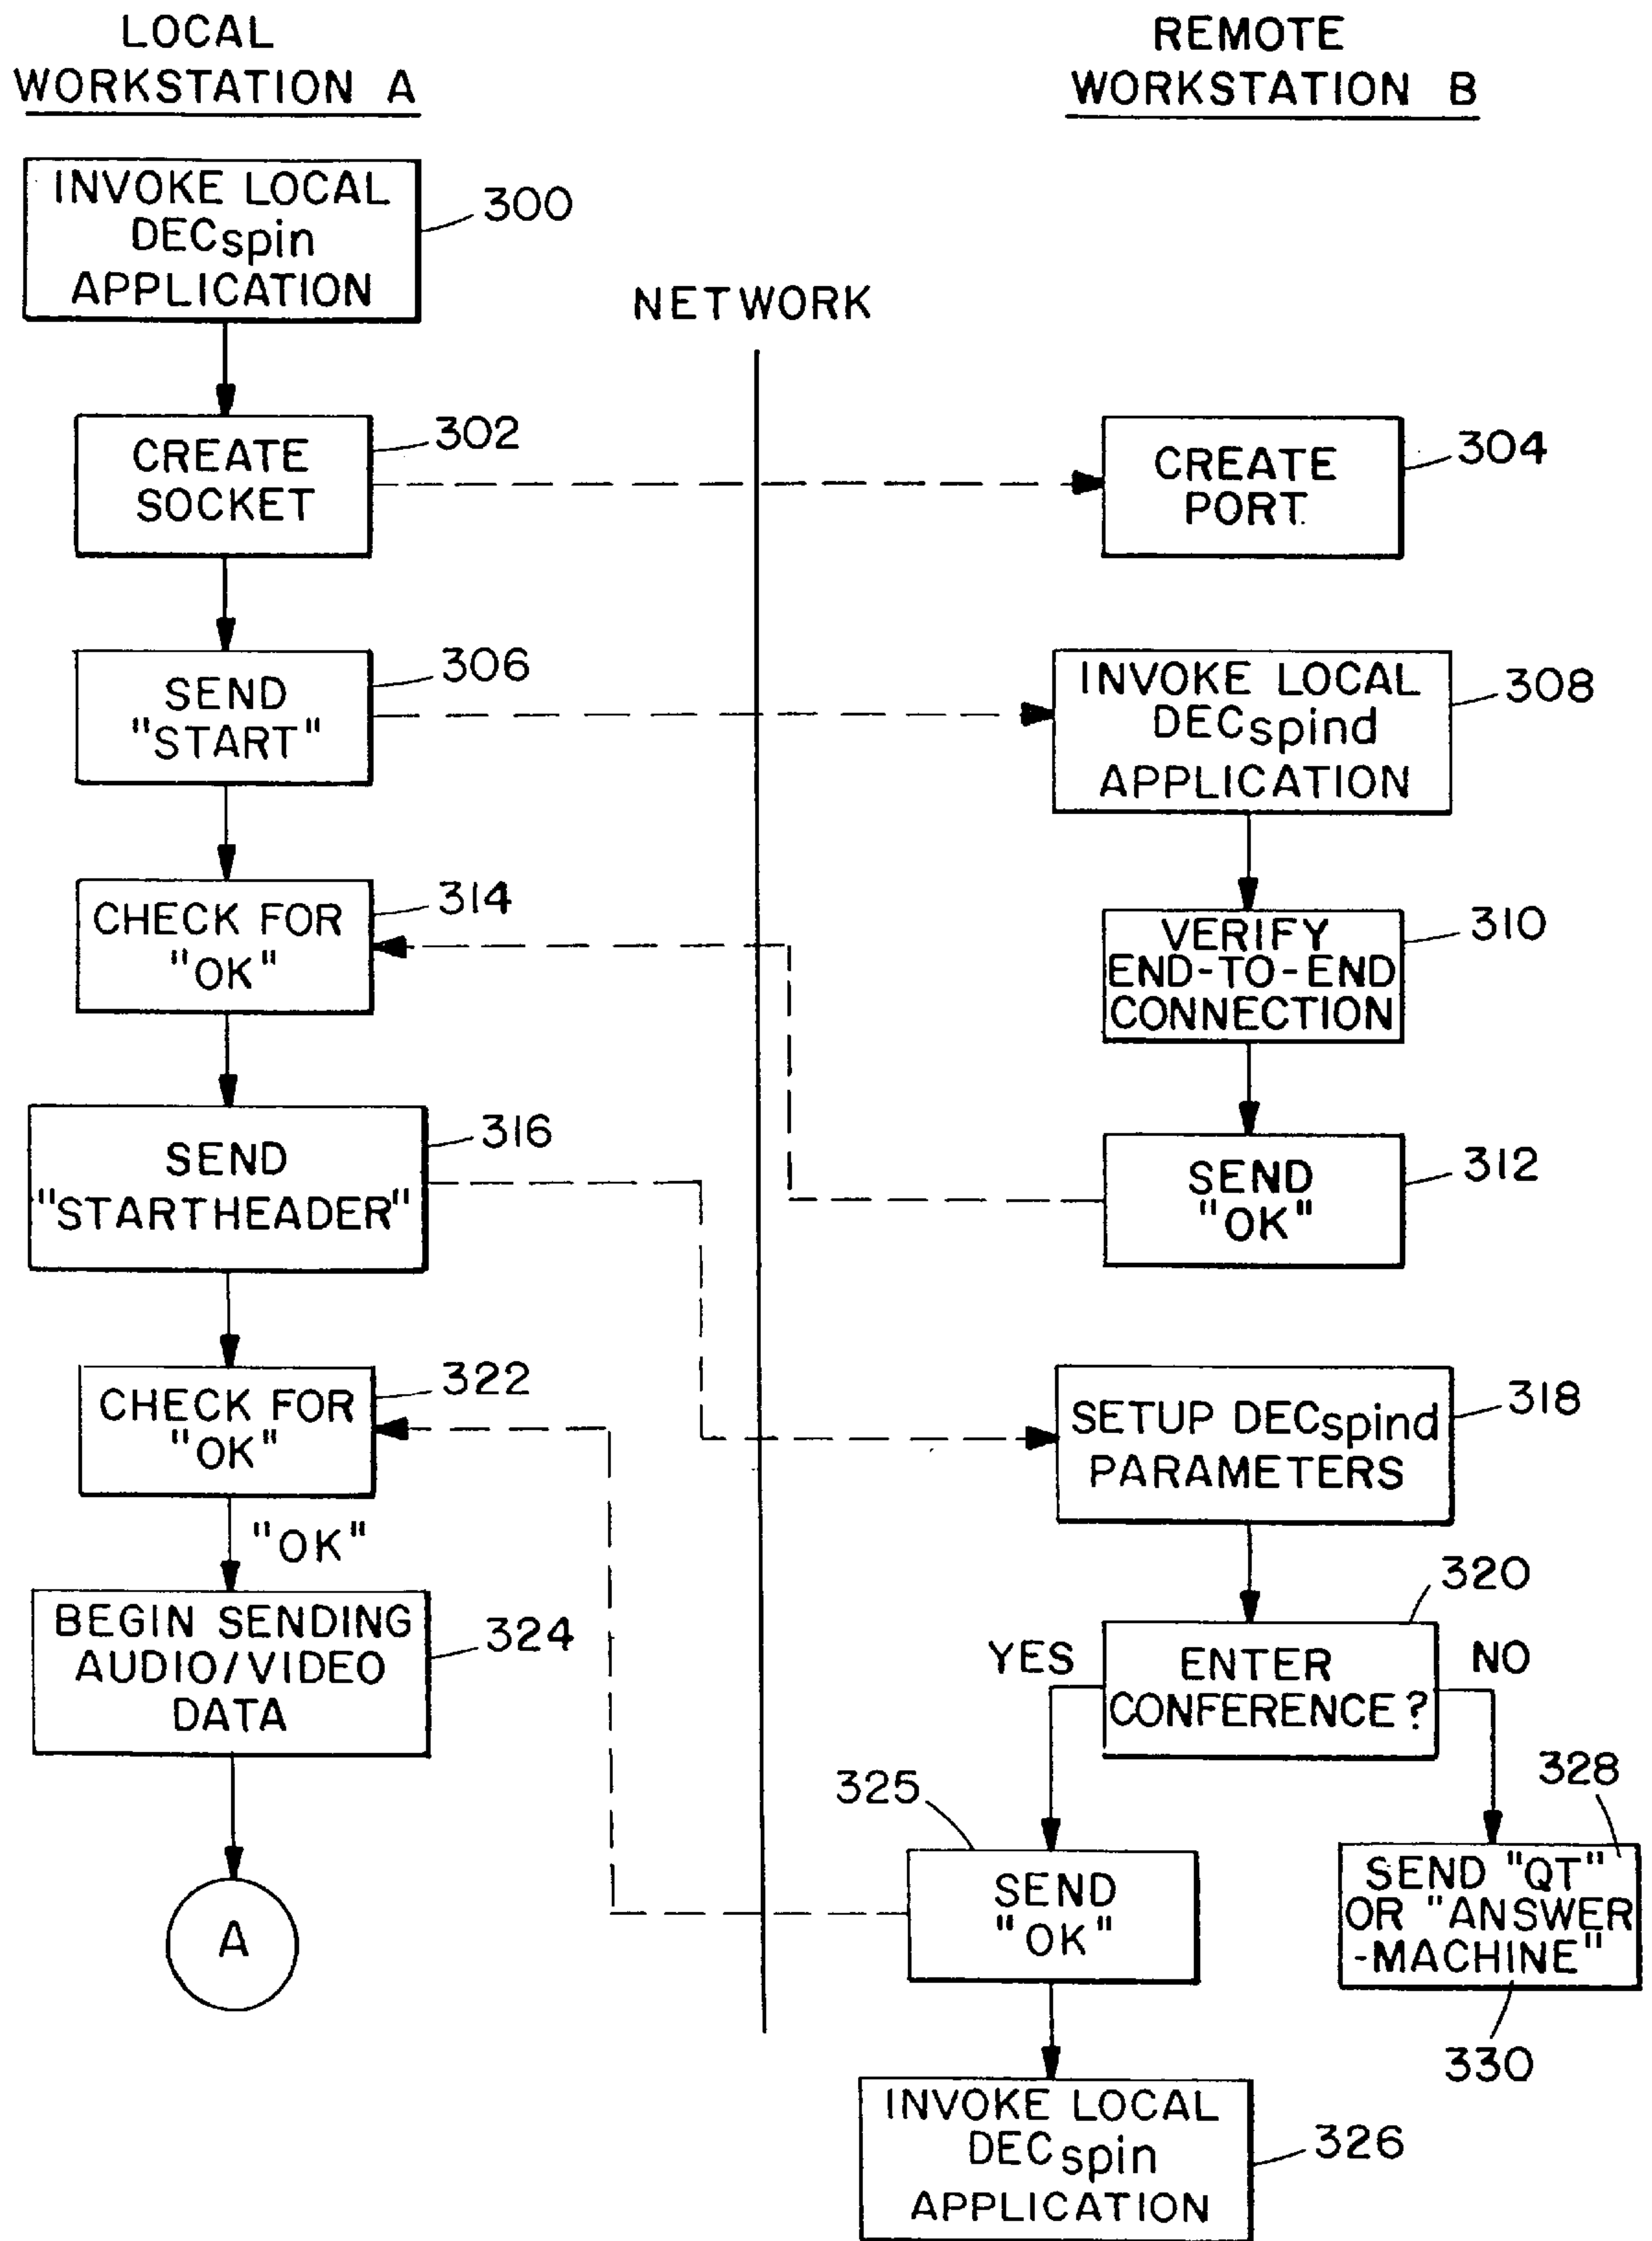 LOCAL
WORKSTATION A
REMOTE
WORKSTATION B
INVOKE LOCAL
DECspin
APPLICATION
300
NETWORK
CREATE
SOCKET
302
CREATE
PORT
304
SEND
"START"
306
INVOKE LOCAL
DECspind
APPLICATION
308
CHECK FOR
"OK"
314
VERIFY
END-TO-END
CONNECTION
310
SEND
"STARTHEADER"
316
SEND
"OK"
312
CHECK FOR
"OK"
322
SETUP DECspind
PARAMETERS
318
"OK"
BEGIN SENDING
AUDIO/VIDEO
DATA
324
320
YES
ENTER
CONFERENCE?
NO
325
328
SEND
"OK"
SEND "QT"
OR "ANSWER
-MACHINE"
330
A
INVOKE LOCAL
DECspin
APPLICATION
326